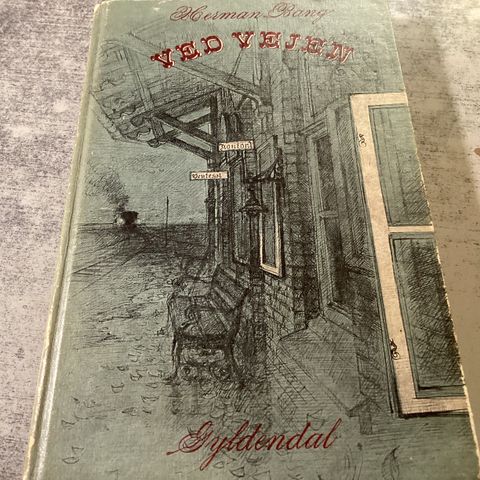 Herman Bang
VED VEJEN
Kontor
Ventesal
Gyldendal